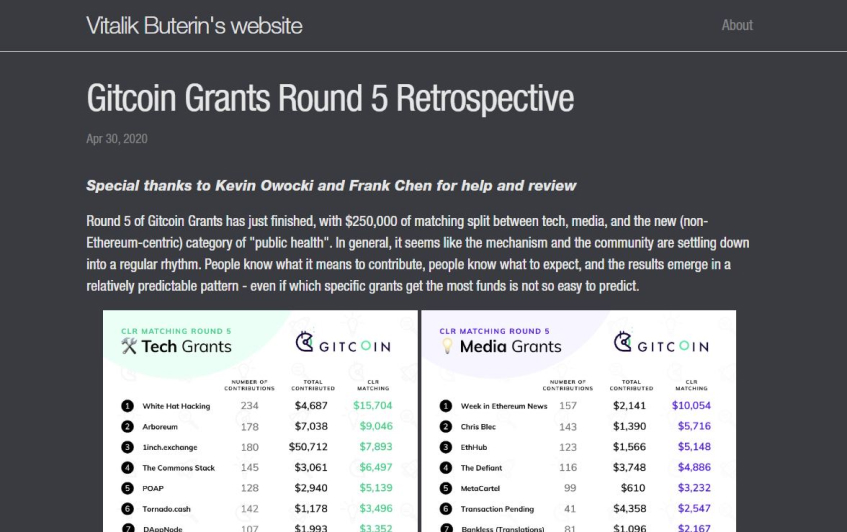 Vitalik Buterin's website
About
Gitcoin Grants Round 5 Retrospective
Apr 30, 2020
Special thanks to Kevin Owocki and Frank Chen for help and review
Round 5 of Gitcoin Grants has just finished, with $250,000 of matching split between tech, media, and the new (non-
Ethereum-centric) category of "public health". In general, it seems like the mechanism and the community are settling down
into a regular rhythm. People know what it means to contribute, people know what to expect, and the results emerge in a
relatively predictable pattern - even if which specific grants get the most funds is not so easy to predict.
CLR MATCHING ROUND 5
Tech Grants
GITCOIN
NUMBER OF CONTRIBUTIONS TOTAL CONTRIBUTED CLR MATCHING
1 White Hat Hacking 234 $4,687 $15,704
2 Arboreum 178 $7,038 $9,046
3 1inch.exchange 180 $50,712 $7,893
4 The Commons Stack 145 $3,061 $6,497
5 POAP 128 $2,940 $5,139
6 Tornado.cash 142 $1,178 $3,496
7 DAppNode 107 $1,993 $3,352
CLR MATCHING ROUND 5
Media Grants
GITCOIN
NUMBER OF CONTRIBUTIONS TOTAL CONTRIBUTED CLR MATCHING
1 Week in Ethereum News 157 $2,141 $10,054
2 Chris Blec 143 $1,390 $5,716
3 EthHub 123 $1,566 $5,148
4 The Defiant 116 $3,748 $4,886
5 MetaCartel 99 $610 $3,232
6 Transaction Pending 41 $4,358 $2,547
7 Bankless (Translations) 81 $1,096 $2,167